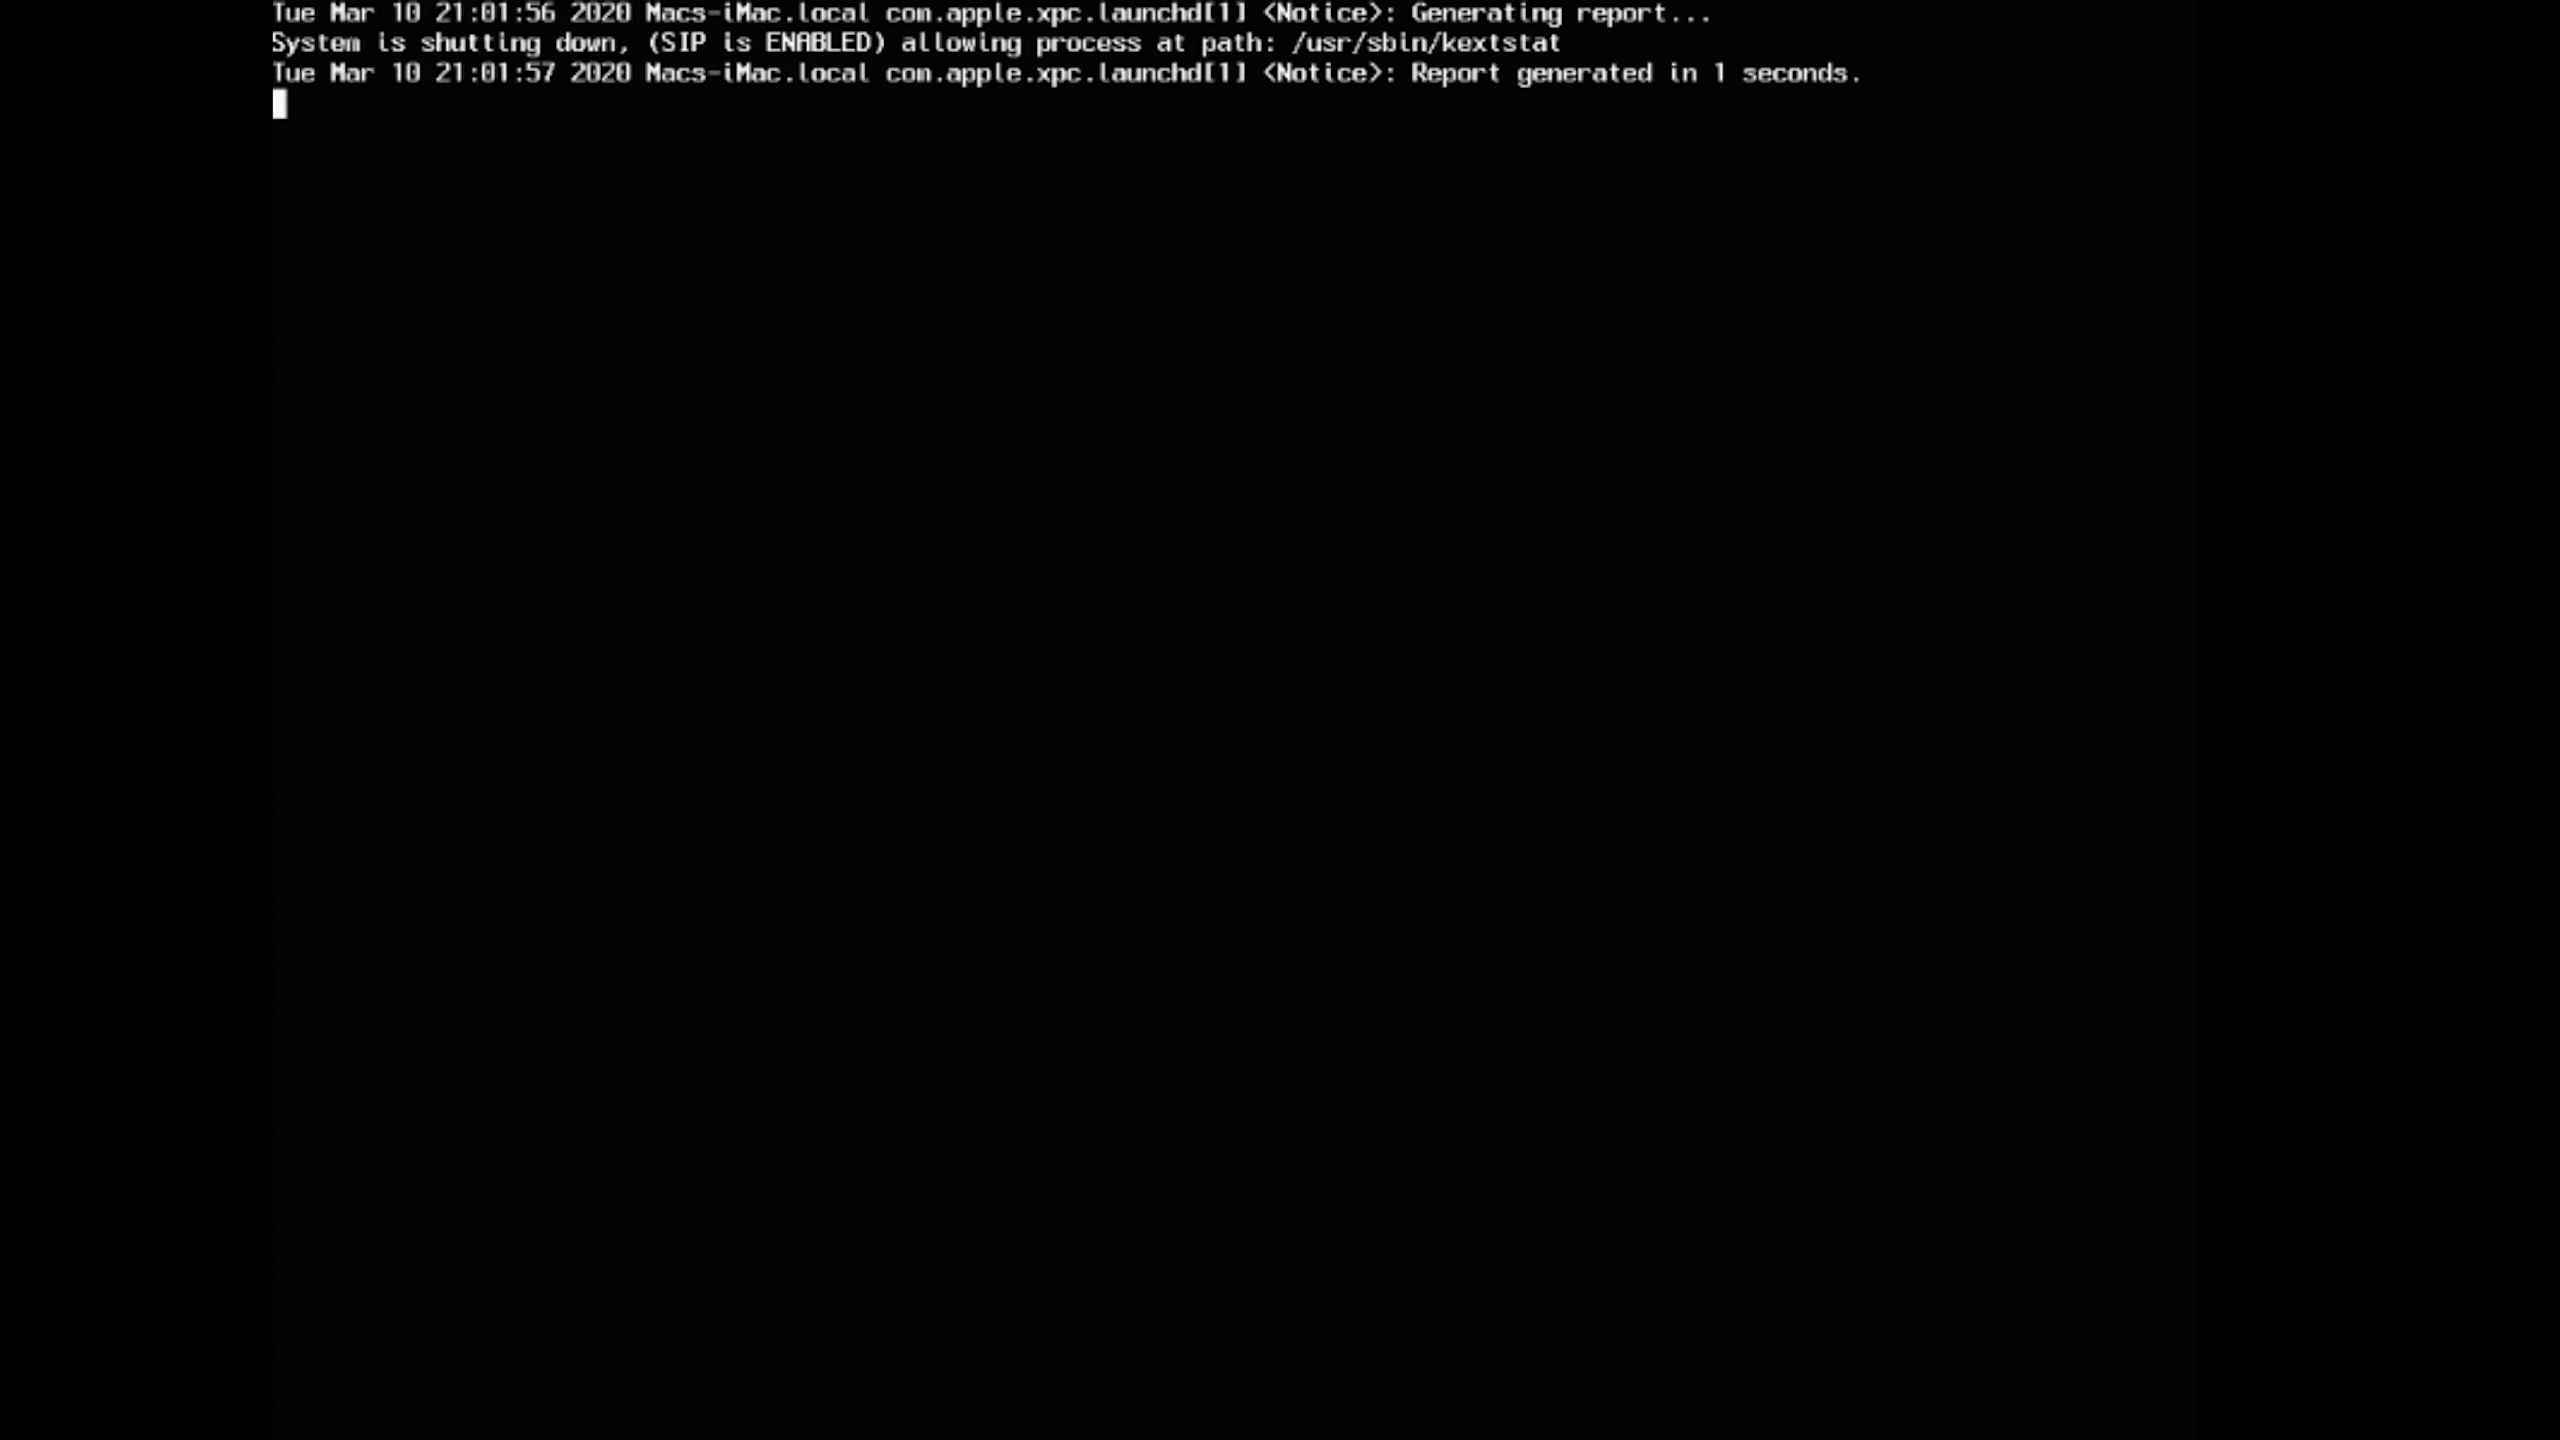 Tue Mar 10 21:01:56 2020 Macs-iMac.local com.apple.xpc.launchd[1] <Notice>: Generating report...
System is shutting down, (SIP is ENABLED) allowing process at path: /usr/sbin/kextstat
Tue Mar 10 21:01:57 2020 Macs-iMac.local com.apple.xpc.launchd[1] <Notice>: Report generated in 1 seconds.